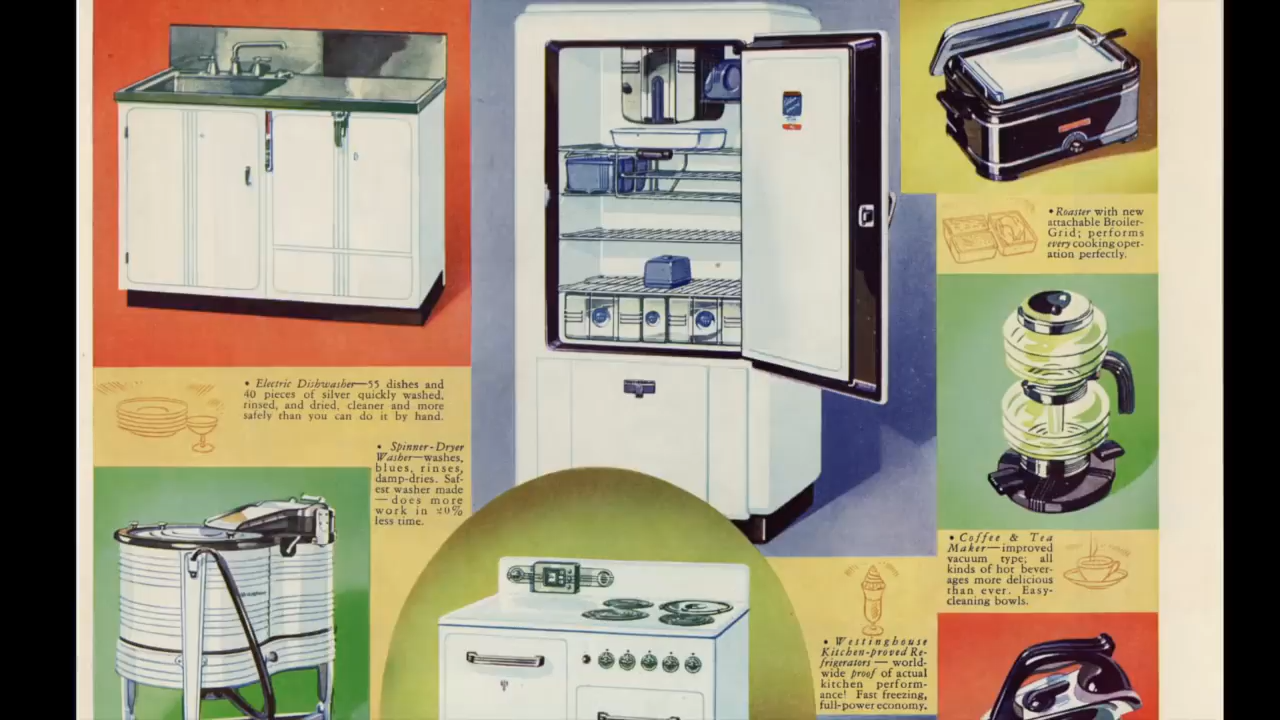 • Roaster with new
attachable Broiler-
Grid; performs
every cooking oper-
ation perfectly.
• Electric Dishwasher—55 dishes and
40 pieces of silver quickly washed,
rinsed, and dried, cleaner and more
safely than you can do it by hand.
• Spinner-Dryer
Washer—washes,
blues, rinses,
damp-dries. Saf-
est washer made
—does more
work in %
less time.
• Coffee & Tea
Maker—improved
vacuum type; all
kinds of hot bever-
ages more delicious
than ever. Easy-
cleaning bowls.
• Westinghouse
Kitchen-proved Re-
frigerators — world-
wide proof of actual
kitchen perform-
ance! Fast freezing,
full-power economy.